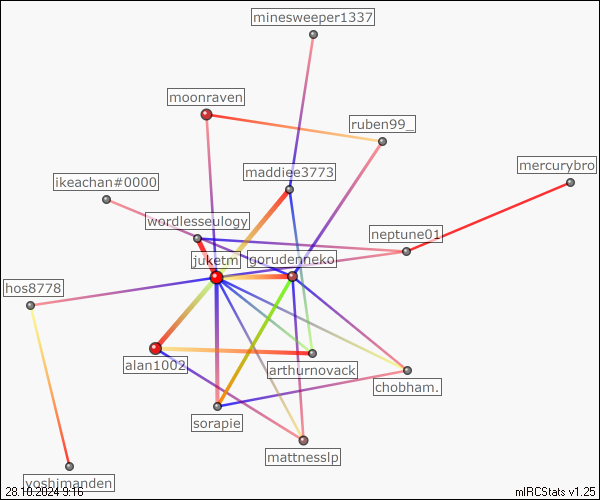 minesweeper1337
moonraven
ruben99_
mercurybro
maddiee3773
ikeachan#0000
wordlesseulogy
neptune01
juketm
gorudenneko
hos8778
alan1002
arthurnovack
chobham.
sorapie
mattnesslp
yoshimanden
28.10.2024 9:16
mIRCStats v1.25